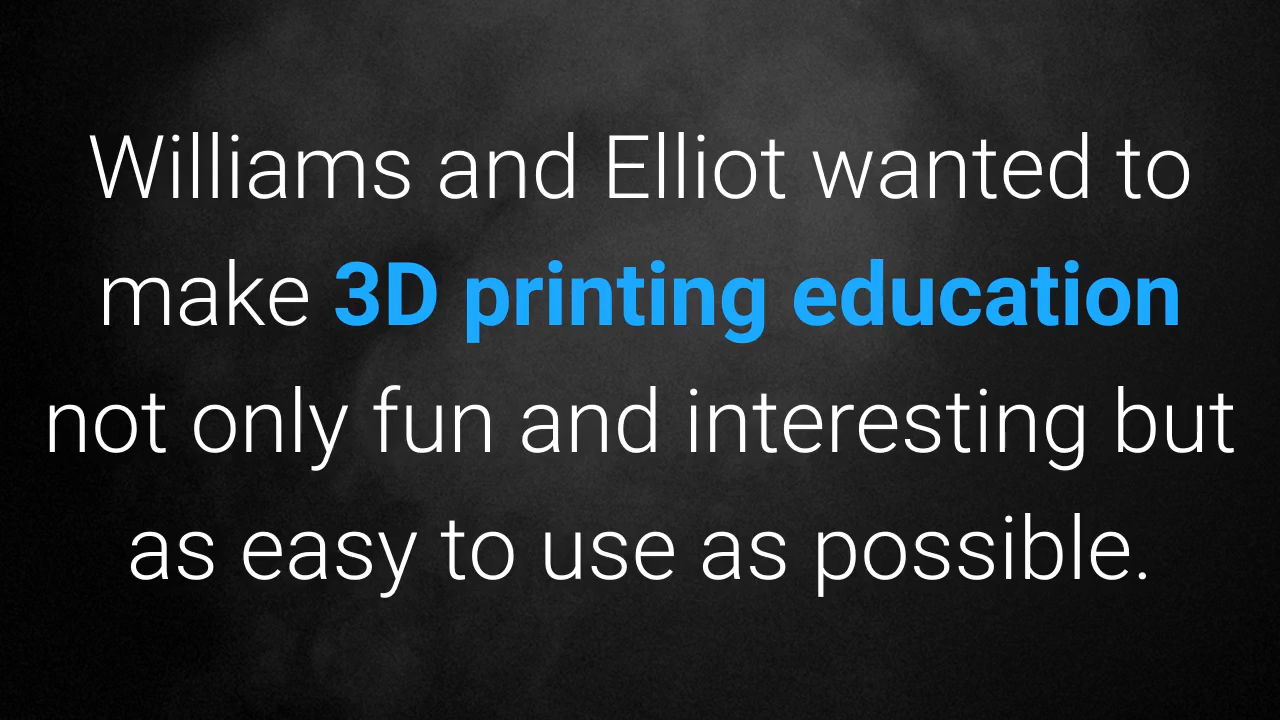 Williams and Elliot wanted to
make 3D printing education
not only fun and interesting but
as easy to use as possible.